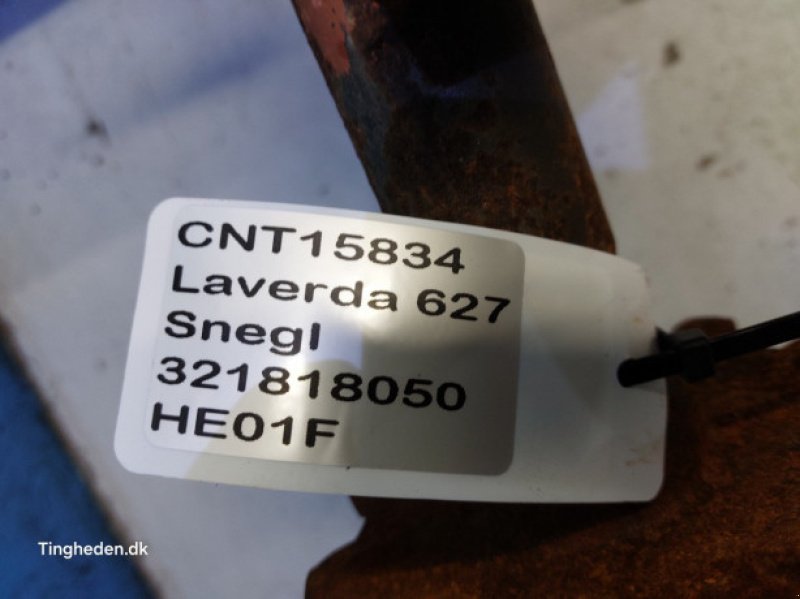 CNT15834
Laverda 627
Snegl
321818050
HE01F
Tingheden.dk